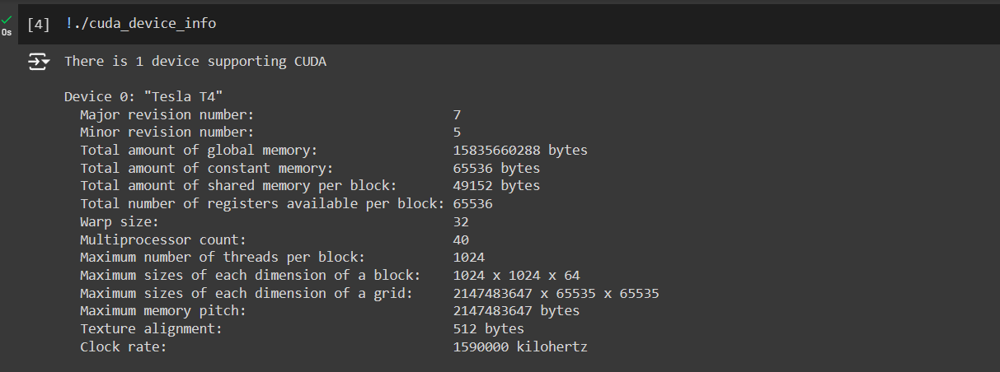 [4] !./cuda_device_info
0s
There is 1 device supporting CUDA
Device 0: "Tesla T4"
Major revision number: 7
Minor revision number: 5
Total amount of global memory: 15835660288 bytes
Total amount of constant memory: 65536 bytes
Total amount of shared memory per block: 49152 bytes
Total number of registers available per block: 65536
Warp size: 32
Multiprocessor count: 40
Maximum number of threads per block: 1024
Maximum sizes of each dimension of a block: 1024 x 1024 x 64
Maximum sizes of each dimension of a grid: 2147483647 x 65535 x 65535
Maximum memory pitch: 2147483647 bytes
Texture alignment: 512 bytes
Clock rate: 1590000 kilohertz